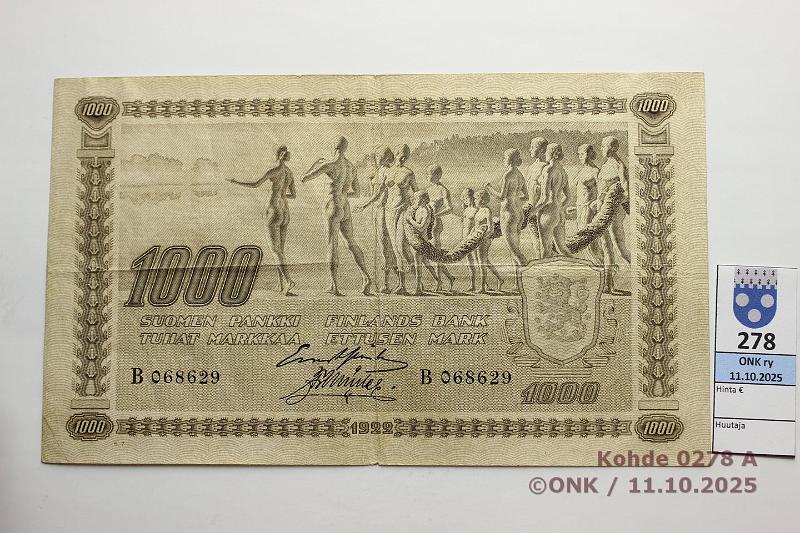 1000 1000
1000
SUOMEN PANKKI FINLANDS BANK
TUHAT MARKKAA ETTUSEN MARK
B 068629 B 068629
1000
1000 1922 1000
278
ONK ry
11.10.2025
Hinta €
Huutaja
Kohde 0278 A
©ONK / 11.10.2025